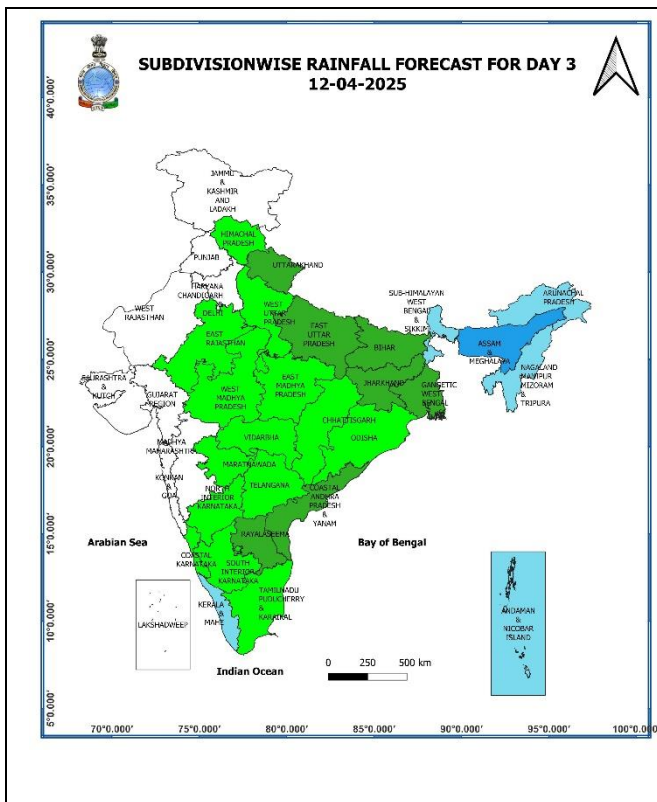 SUBDIVISIONWISE RAINFALL FORECAST FOR DAY 3
12-04-2025
40°0.000'
35°0.000'
30°0.000'
25°0.000'
20°0.000'
15°0.000'
10°0.000'
5°0.000'
JAMMU
&
KASHMIR
AND
LADAKH
HIMACHAL
PRADESH
PUNJAB
UTTARAKHAND
HARYANA
CHANDIGARH
DELHI
WEST
UTTAR
PRADESH
WEST
RAJASTHAN
EAST
RAJASTHAN
EAST
UTTAR
PRADESH
SUB-HIMALAYAN
WEST
BENGAL
&
SIKKIM
ARUNACHAL
PRADESH
BIHAR
ASSAM
&
MEGHALAYA
NAGALAND
MANIPUR
MIZORAM
&
TRIPURA
SAURASHTRA
&
KUTCH
GUJARAT
REGION
WEST
MADHYA
PRADESH
EAST
MADHYA
PRADESH
JHARKHAND
GANGETIC
WEST
BENGAL
CHHATTISGARH
ODISHA
VIDARBHA
MADHYA
MAHARASHTRA
MARATHWADA
KONKAN
&
GOA
NORTH
INTERIOR
KARNATAKA
TELANGANA
COASTAL
ANDHRA
PRADESH
&
YANAM
RAYALASEEMA
Arabian Sea
Bay of Bengal
COASTAL
KARNATAKA
SOUTH
INTERIOR
KARNATAKA
KERALA
&
MAHE
TAMILNADU
PUDUCHERRY
&
KARAIKAL
LAKSHADWEEP
ANDAMAN
&
NICOBAR
ISLAND
Indian Ocean
0 250 500 km
70°0.000' 75°0.000' 80°0.000' 85°0.000' 90°0.000' 95°0.000' 100°0.000'